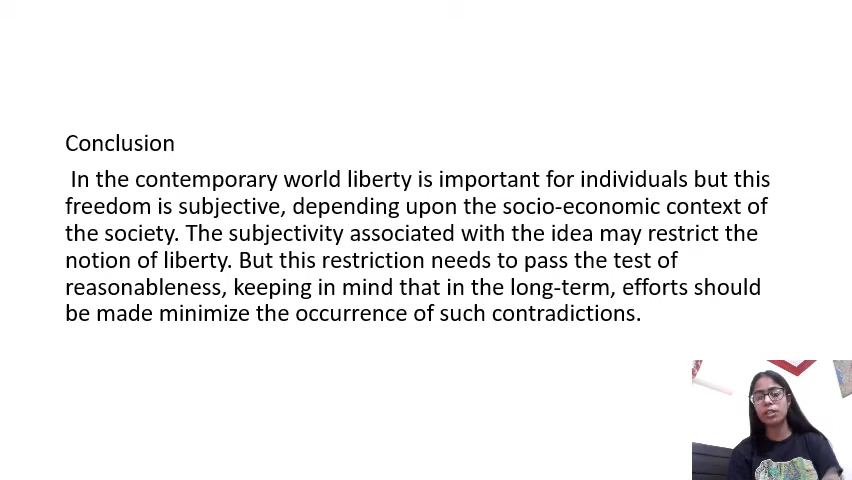 Conclusion
In the contemporary world liberty is important for individuals but this
freedom is subjective, depending upon the socio-economic context of
the society. The subjectivity associated with the idea may restrict the
notion of liberty. But this restriction needs to pass the test of
reasonableness, keeping in mind that in the long-term, efforts should
be made minimize the occurrence of such contradictions.